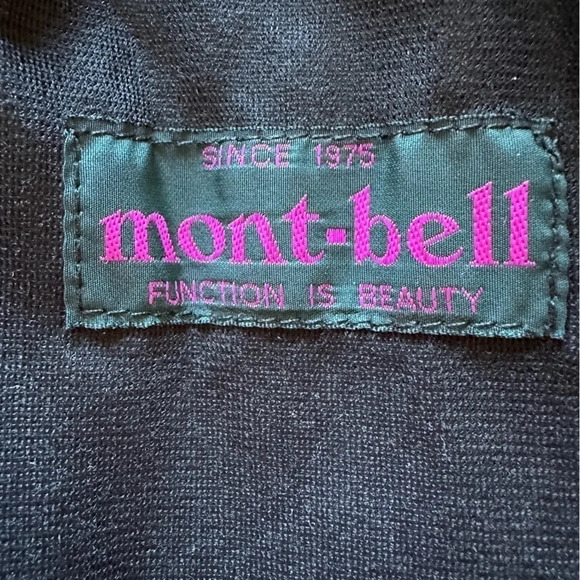 SINCE 1975
mont-bell
FUNCTION IS BEAUTY